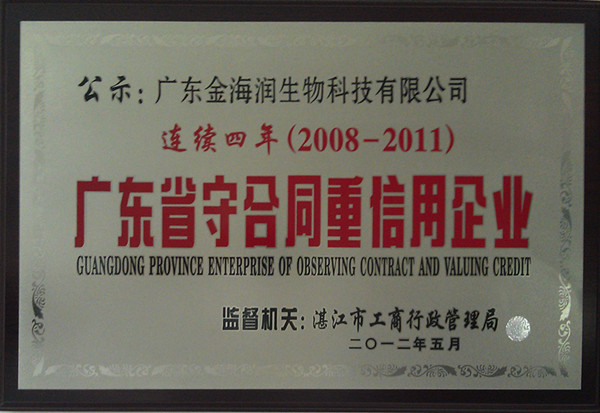 公示：广东金海润生物科技有限公司
连续四年(2008-2011)
广东省守合同重信用企业
GUANGDONG PROVINCE ENTERPRISE OF OBSERVING CONTRACT AND VALUING CREDIT
监督机关：湛江市工商行政管理局
二〇一二年五月